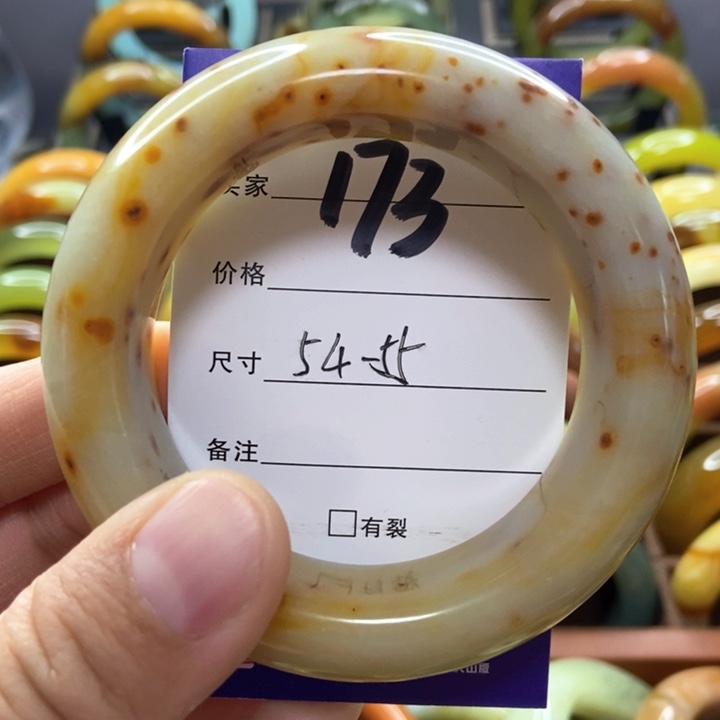 家 173
价格
尺寸 54-55
备注
□有裂